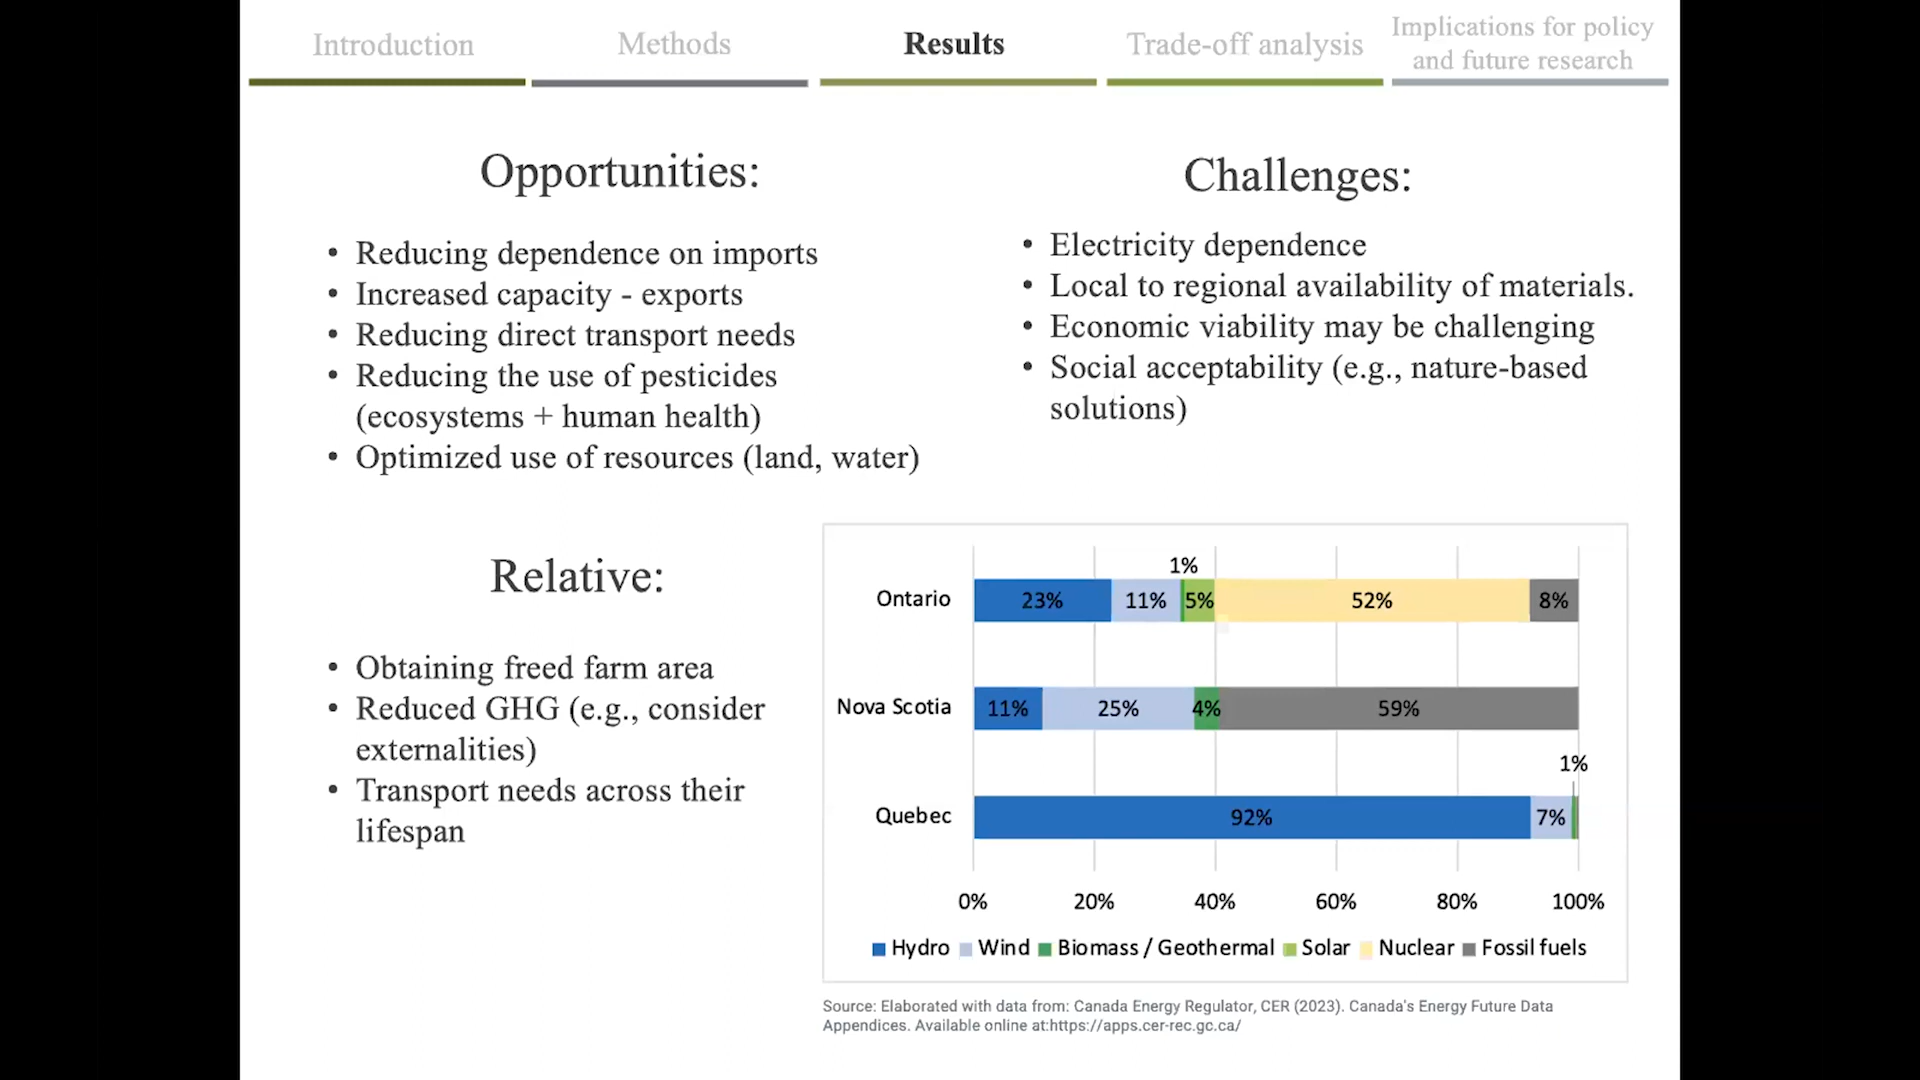 Introduction
Methods
Results
Trade-off analysis
Implications for policy
and future research
Opportunities:
• Reducing dependence on imports
• Increased capacity - exports
• Reducing direct transport needs
• Reducing the use of pesticides
(ecosystems + human health)
• Optimized use of resources (land, water)
Challenges:
• Electricity dependence
• Local to regional availability of materials.
• Economic viability may be challenging
• Social acceptability (e.g., nature-based
solutions)
Relative:
• Obtaining freed farm area
• Reduced GHG (e.g., consider
externalities)
• Transport needs across their
lifespan
1%
Ontario 23% 11% 5% 52% 8%
Nova Scotia 11% 25% 4% 59%
1%
Quebec 92% 7%
0% 20% 40% 60% 80% 100%
Hydro Wind Biomass / Geothermal Solar Nuclear Fossil fuels
Source: Elaborated with data from: Canada Energy Regulator, CER (2023). Canada's Energy Future Data
Appendices. Available online at:https://apps.cer-rec.gc.ca/